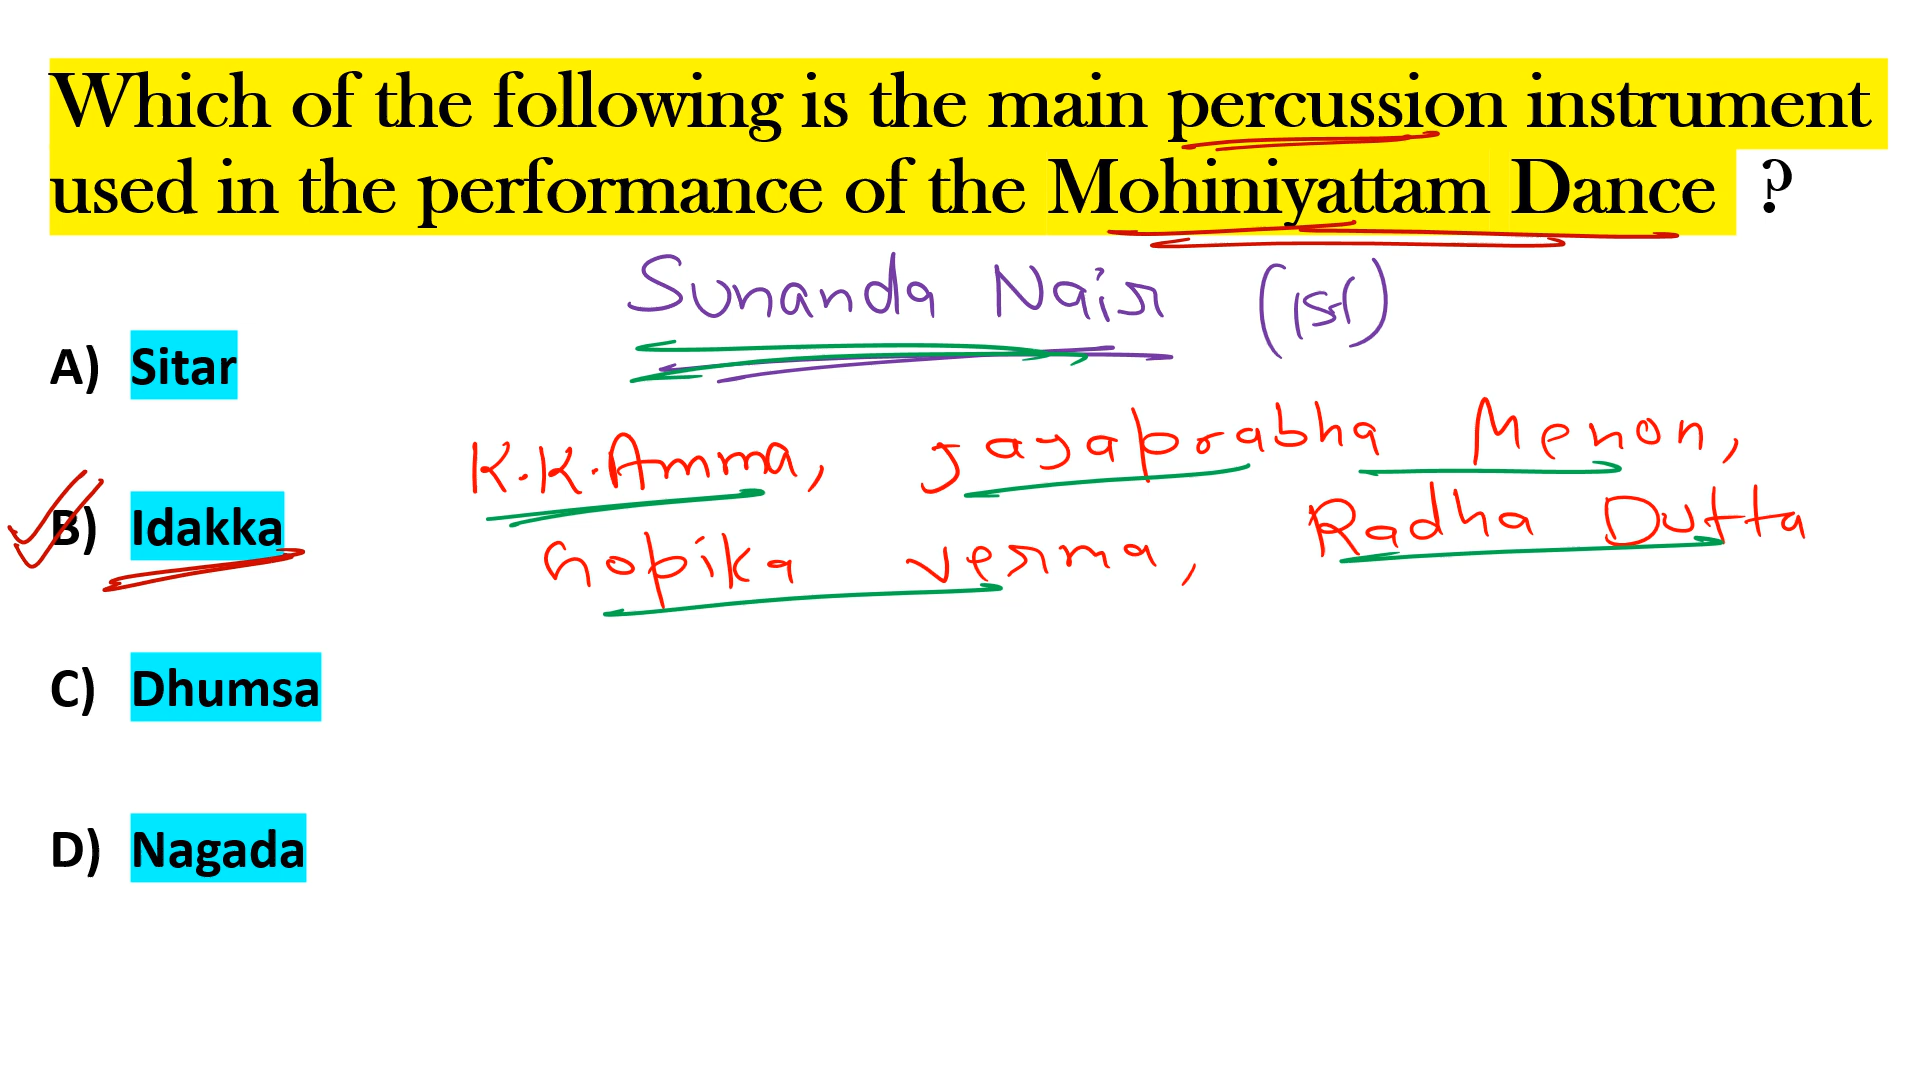 Which of the following is the main percussion instrument
used in the performance of the Mohiniyattam Dance ?
Sunanda Nair (1st)
A) Sitar
K.K.Amma, Jayaprabha Menon,
B) Idakka
Gopika Verma, Radha Dutta
C) Dhumsa
D) Nagada